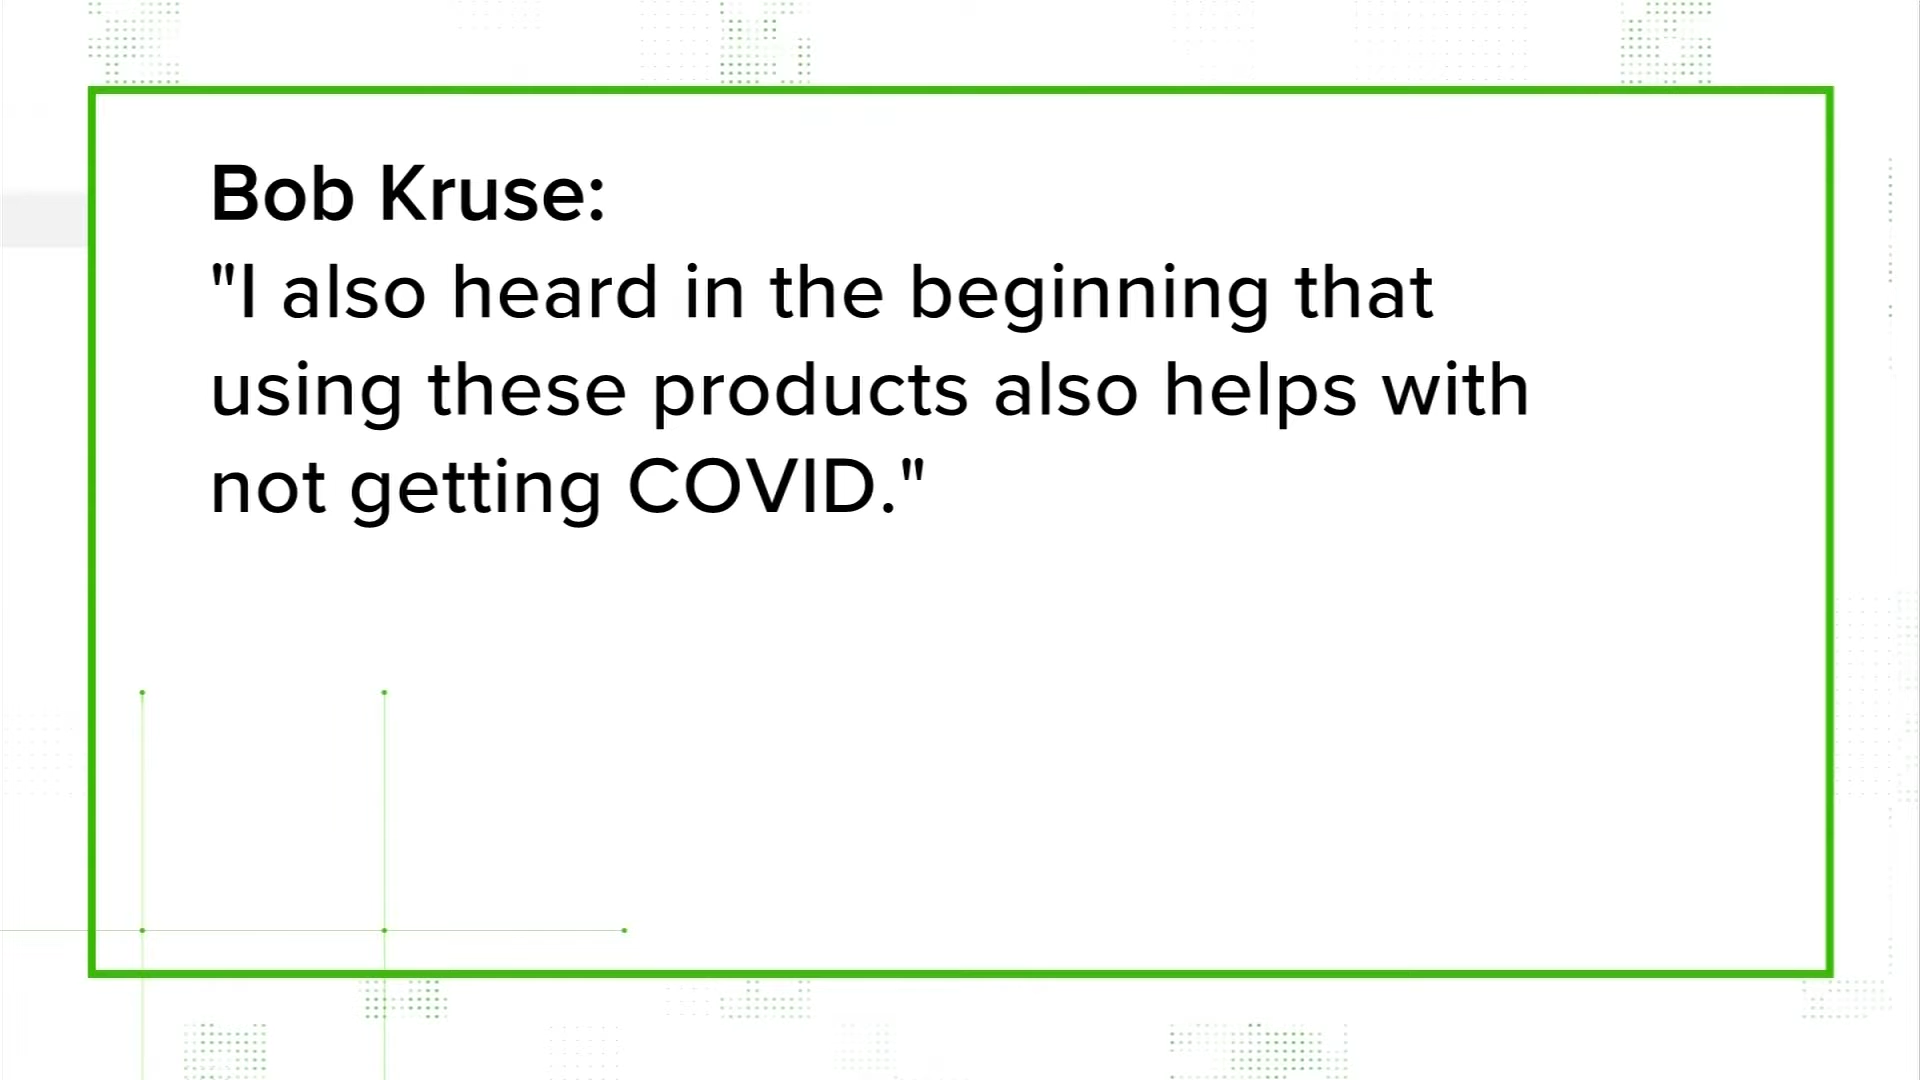 Bob Kruse:
"I also heard in the beginning that
using these products also helps with
not getting COVID."